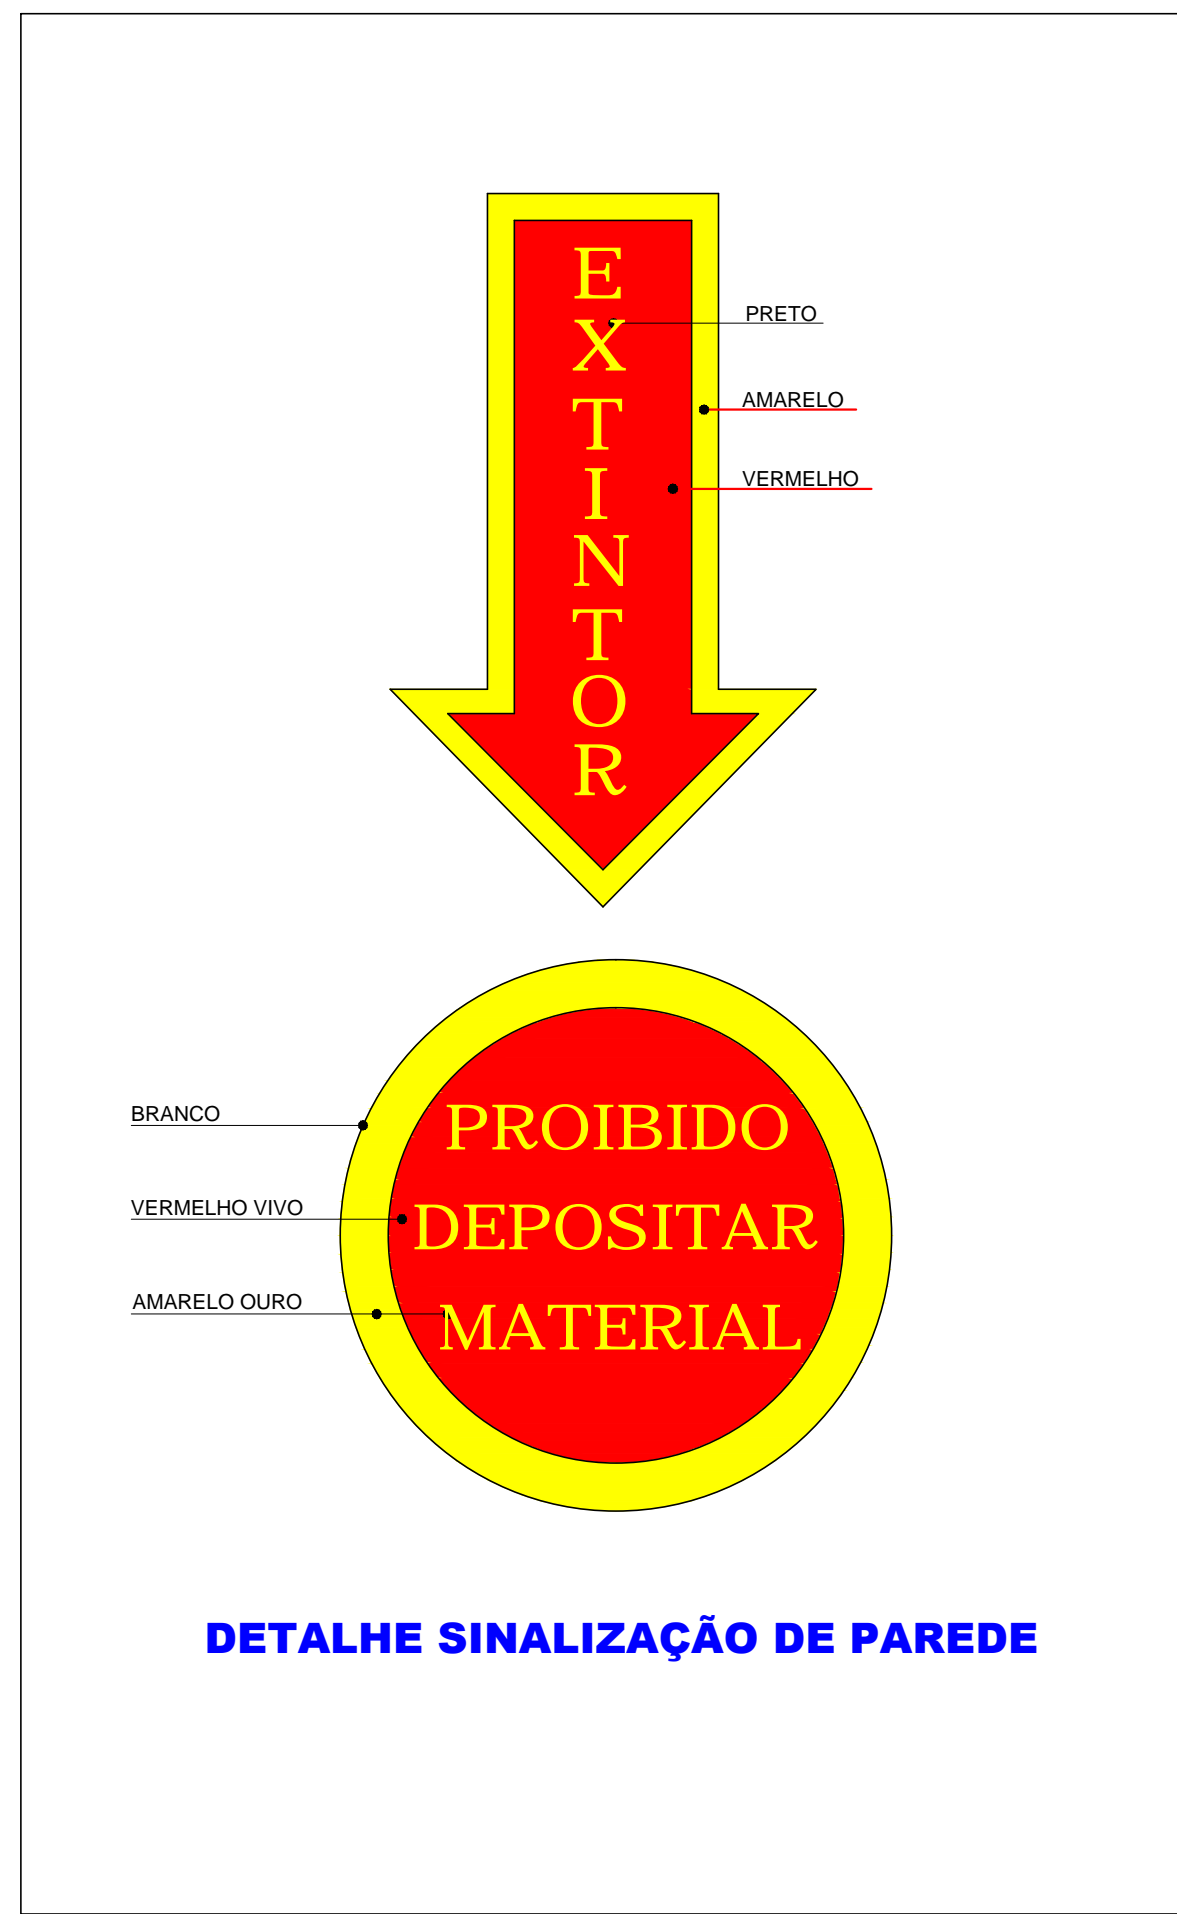 EXTINTOR
PRETO
AMARELO
VERMELHO
BRANCO
VERMELHO VIVO
AMARELO OURO
PROIBIDO
DEPOSITAR
MATERIAL
DETALHE SINALIZAÇÃO DE PAREDE